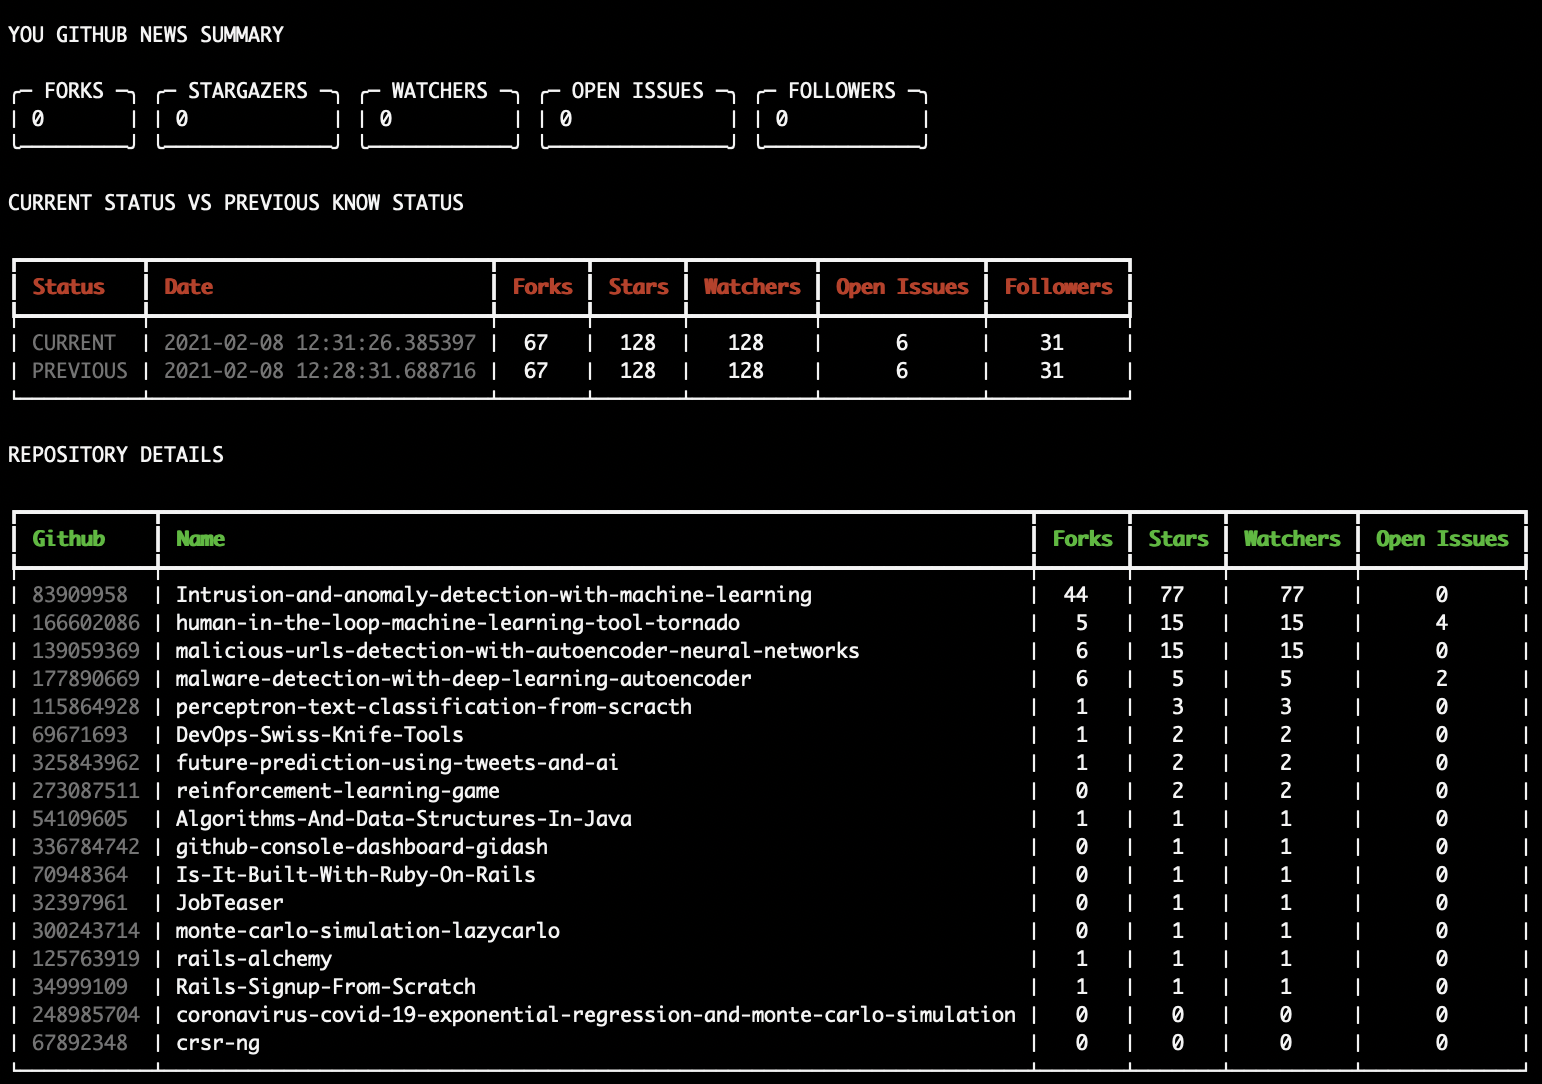 YOU GITHUB NEWS SUMMARY
FORKS STARGAZERS WATCHERS OPEN ISSUES FOLLOWERS
0 0 0 0 0
CURRENT STATUS VS PREVIOUS KNOW STATUS
Status Date Forks Stars Watchers Open Issues Followers
CURRENT 2021-02-08 12:31:26.385397 67 128 128 6 31
PREVIOUS 2021-02-08 12:28:31.688716 67 128 128 6 31
REPOSITORY DETAILS
Github Name Forks Stars Watchers Open Issues
83909958 Intrusion-and-anomaly-detection-with-machine-learning 44 77 77 0
166602086 human-in-the-loop-machine-learning-tool-tornado 5 15 15 4
139059369 malicious-urls-detection-with-autoencoder-neural-networks 6 15 15 0
177890669 malware-detection-with-deep-learning-autoencoder 6 5 5 2
115864928 perceptron-text-classification-from-scracth 1 3 3 0
69671693 DevOps-Swiss-Knife-Tools 1 2 2 0
325843962 future-prediction-using-tweets-and-ai 1 2 2 0
273087511 reinforcement-learning-game 0 2 2 0
54109605 Algorithms-And-Data-Structures-In-Java 1 1 1 0
336784742 github-console-dashboard-gidash 0 1 1 0
70948364 Is-It-Built-With-Ruby-On-Rails 0 1 1 0
32397961 JobTeaser 0 1 1 0
300243714 monte-carlo-simulation-lazycarlo 0 1 1 0
125763919 rails-alchemy 1 1 1 0
34999109 Rails-Signup-From-Scratch 1 1 1 0
248985704 coronavirus-covid-19-exponential-regression-and-monte-carlo-simulation 0 0 0 0
67892348 crsr-ng 0 0 0 0